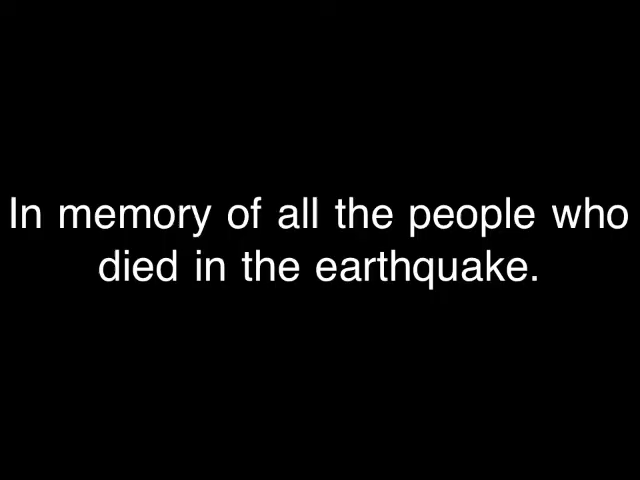 In memory of all the people who
died in the earthquake.